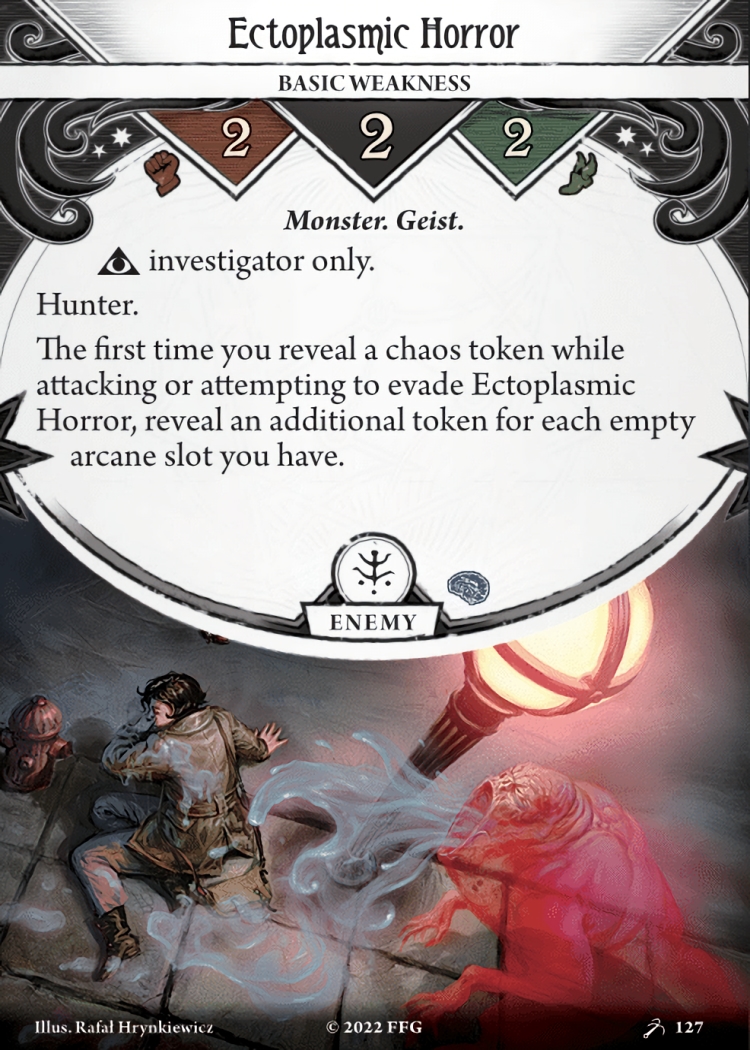 Ectoplasmic Horror
BASIC WEAKNESS
2 2 2
Monster. Geist.
investigator only.
Hunter.
The first time you reveal a chaos token while
attacking or attempting to evade Ectoplasmic
Horror, reveal an additional token for each empty
arcane slot you have.
ENEMY
Illus. Rafał Hrynkiewicz © 2022 FFG 127